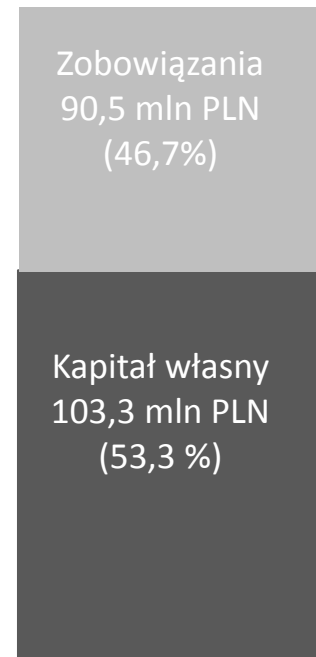 Zobowiązania
90,5 mln PLN
(46,7%)
Kapitał własny
103,3 mln PLN
(53,3 %)